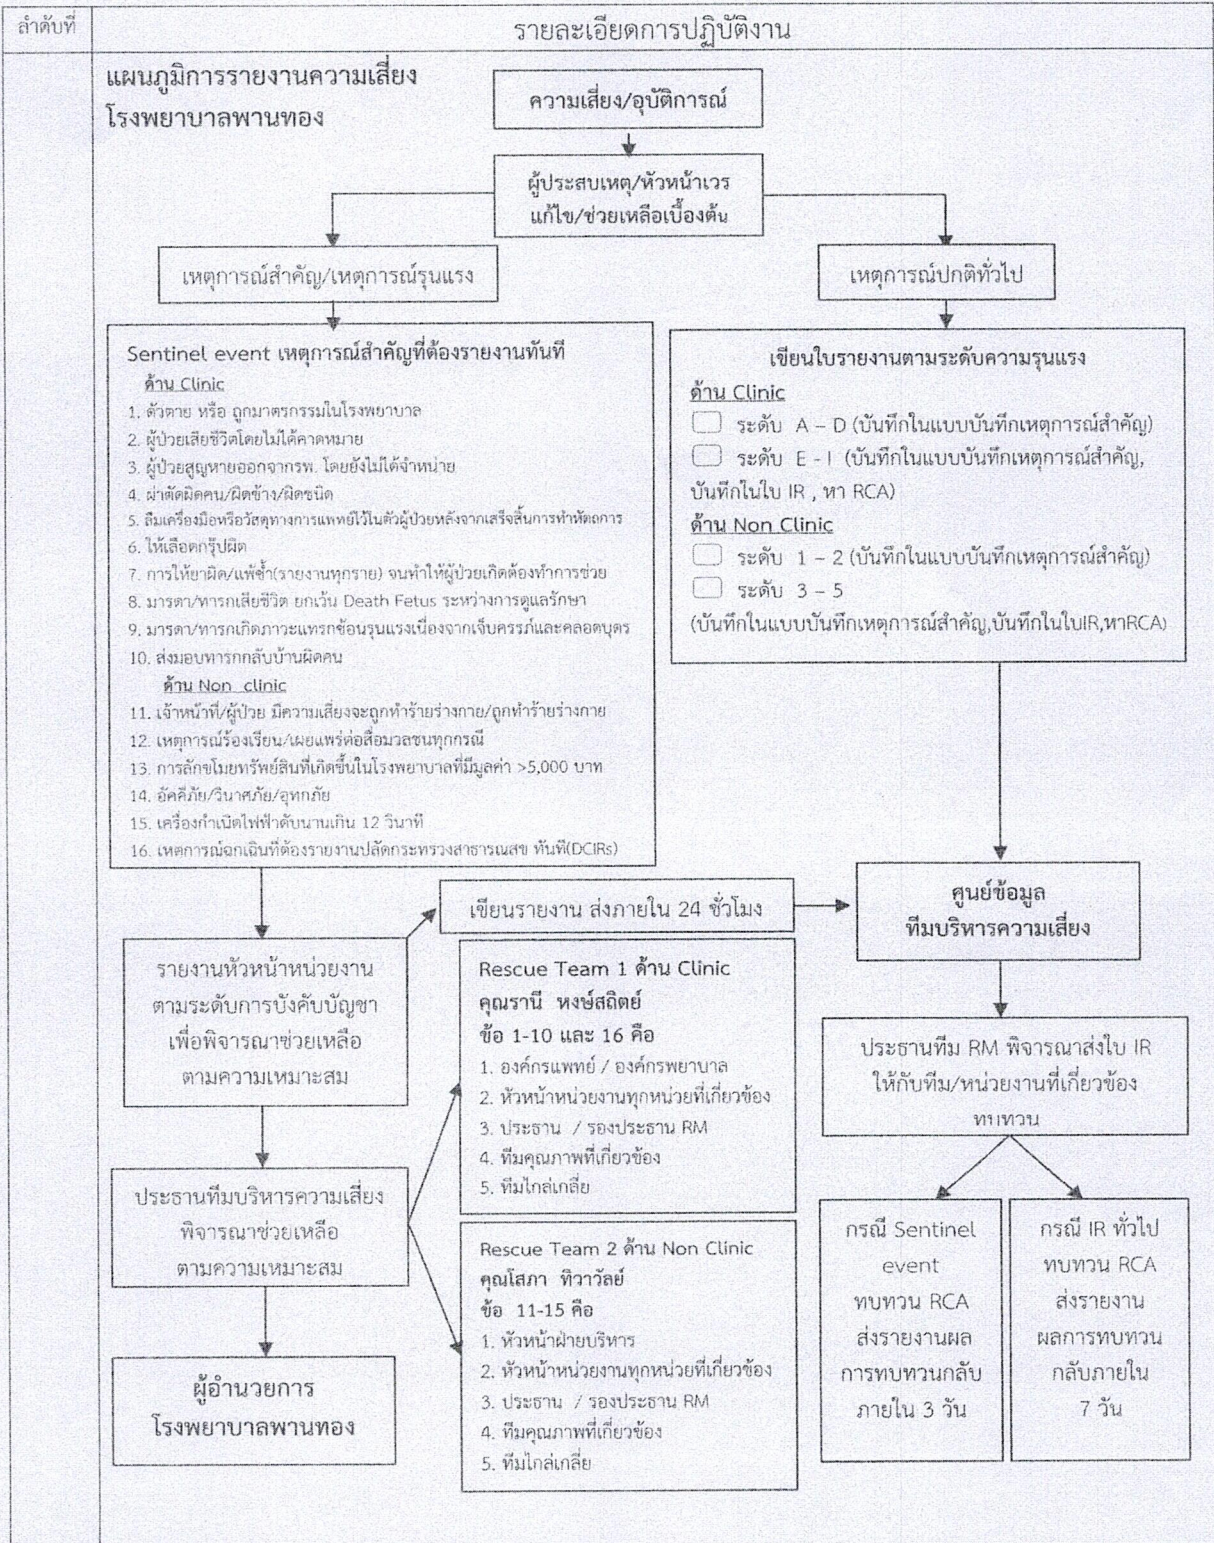 ลำดับที่
รายละเอียดการปฏิบัติงาน
แผนภูมิการรายงานความเสี่ยง
โรงพยาบาลพานทอง
ความเสี่ยง/อุบัติการณ์
ผู้ประสบเหตุ/หัวหน้าเวร
แก้ไข/ช่วยเหลือเบื้องต้น
เหตุการณ์สำคัญ/เหตุการณ์รุนแรง
เหตุการณ์ปกติทั่วไป
Sentinel event เหตุการณ์สำคัญที่ต้องรายงานทันที
ด้าน Clinic
1. ตัวตาย หรือ ถูกมาตรกรรมในโรงพยาบาล
2. ผู้ป่วยเสียชีวิตโดยไม่ได้คาดหมาย
3. ผู้ป่วยสูญหายออกจากรพ. โดยยังไม่ได้จำหน่าย
4. ผ่าตัดผิดคน/ผิดข้าง/ผิดชนิด
5. ลืมเครื่องมือหรือวัสดุทางการแพทย์ไว้ในตัวผู้ป่วยหลังจากเสร็จสิ้นการทำหัตถการ
6. ให้เลือดกรุ๊ปผิด
7. การให้ยาผิด/แพ้ซ้ำ(รายงานทุกราย) จนทำให้ผู้ป่วยเกิดต้องทำการช่วย
8. มารดา/ทารกเสียชีวิต ยกเว้น Death Fetus ระหว่างการดูแลรักษา
9. มารดา/ทารกเกิดภาวะแทรกซ้อนรุนแรงเนื่องจากเจ็บครรภ์และคลอดบุตร
10. ส่งมอบทารกกลับบ้านผิดคน
ด้าน Non clinic
11. เจ้าหน้าที่/ผู้ป่วย มีความเสี่ยงจะถูกทำร้ายร่างกาย/ถูกทำร้ายร่างกาย
12. เหตุการณ์ร้องเรียน/เผยแพร่ต่อสื่อมวลชนทุกกรณี
13. การลักขโมยทรัพย์สินที่เกิดขึ้นในโรงพยาบาลที่มีมูลค่า >5,000 บาท
14. อัคคีภัย/วินาศภัย/อุทกภัย
15. เครื่องกำเนิดไฟฟ้าดับนานเกิน 12 วินาที
16. เหตุการณ์ฉุกเฉินที่ต้องรายงานปลัดกระทรวงสาธารณสุข ทันที(DCIRs)
เขียนใบรายงานตามระดับความรุนแรง
ด้าน Clinic
ระดับ A – D (บันทึกในแบบบันทึกเหตุการณ์สำคัญ)
ระดับ E - I (บันทึกในแบบบันทึกเหตุการณ์สำคัญ,
บันทึกในใบ IR , หา RCA)
ด้าน Non Clinic
ระดับ 1 – 2 (บันทึกในแบบบันทึกเหตุการณ์สำคัญ)
ระดับ 3 – 5
(บันทึกในแบบบันทึกเหตุการณ์สำคัญ,บันทึกในใบIR,หาRCA)
เขียนรายงาน ส่งภายใน 24 ชั่วโมง
ศูนย์ข้อมูล
ทีมบริหารความเสี่ยง
รายงานหัวหน้าหน่วยงาน
ตามระดับการบังคับบัญชา
เพื่อพิจารณาช่วยเหลือ
ตามความเหมาะสม
Rescue Team 1 ด้าน Clinic
คุณรานี หงษ์สถิตย์
ข้อ 1-10 และ 16 คือ
1. องค์กรแพทย์ / องค์กรพยาบาล
2. หัวหน้าหน่วยงานทุกหน่วยที่เกี่ยวข้อง
3. ประธาน / รองประธาน RM
4. ทีมคุณภาพที่เกี่ยวข้อง
5. ทีมไกล่เกลี่ย
ประธานทีม RM พิจารณาส่งใบ IR
ให้กับทีม/หน่วยงานที่เกี่ยวข้อง
ทบทวน
ประธานทีมบริหารความเสี่ยง
พิจารณาช่วยเหลือ
ตามความเหมาะสม
Rescue Team 2 ด้าน Non Clinic
คุณโสภา ทิวาวัลย์
ข้อ 11-15 คือ
1. หัวหน้าฝ่ายบริหาร
2. หัวหน้าหน่วยงานทุกหน่วยที่เกี่ยวข้อง
3. ประธาน / รองประธาน RM
4. ทีมคุณภาพที่เกี่ยวข้อง
5. ทีมไกล่เกลี่ย
กรณี Sentinel
event
ทบทวน RCA
ส่งรายงานผล
การทบทวนกลับ
ภายใน 3 วัน
กรณี IR ทั่วไป
ทบทวน RCA
ส่งรายงาน
ผลการทบทวน
กลับภายใน
7 วัน
ผู้อำนวยการ
โรงพยาบาลพานทอง